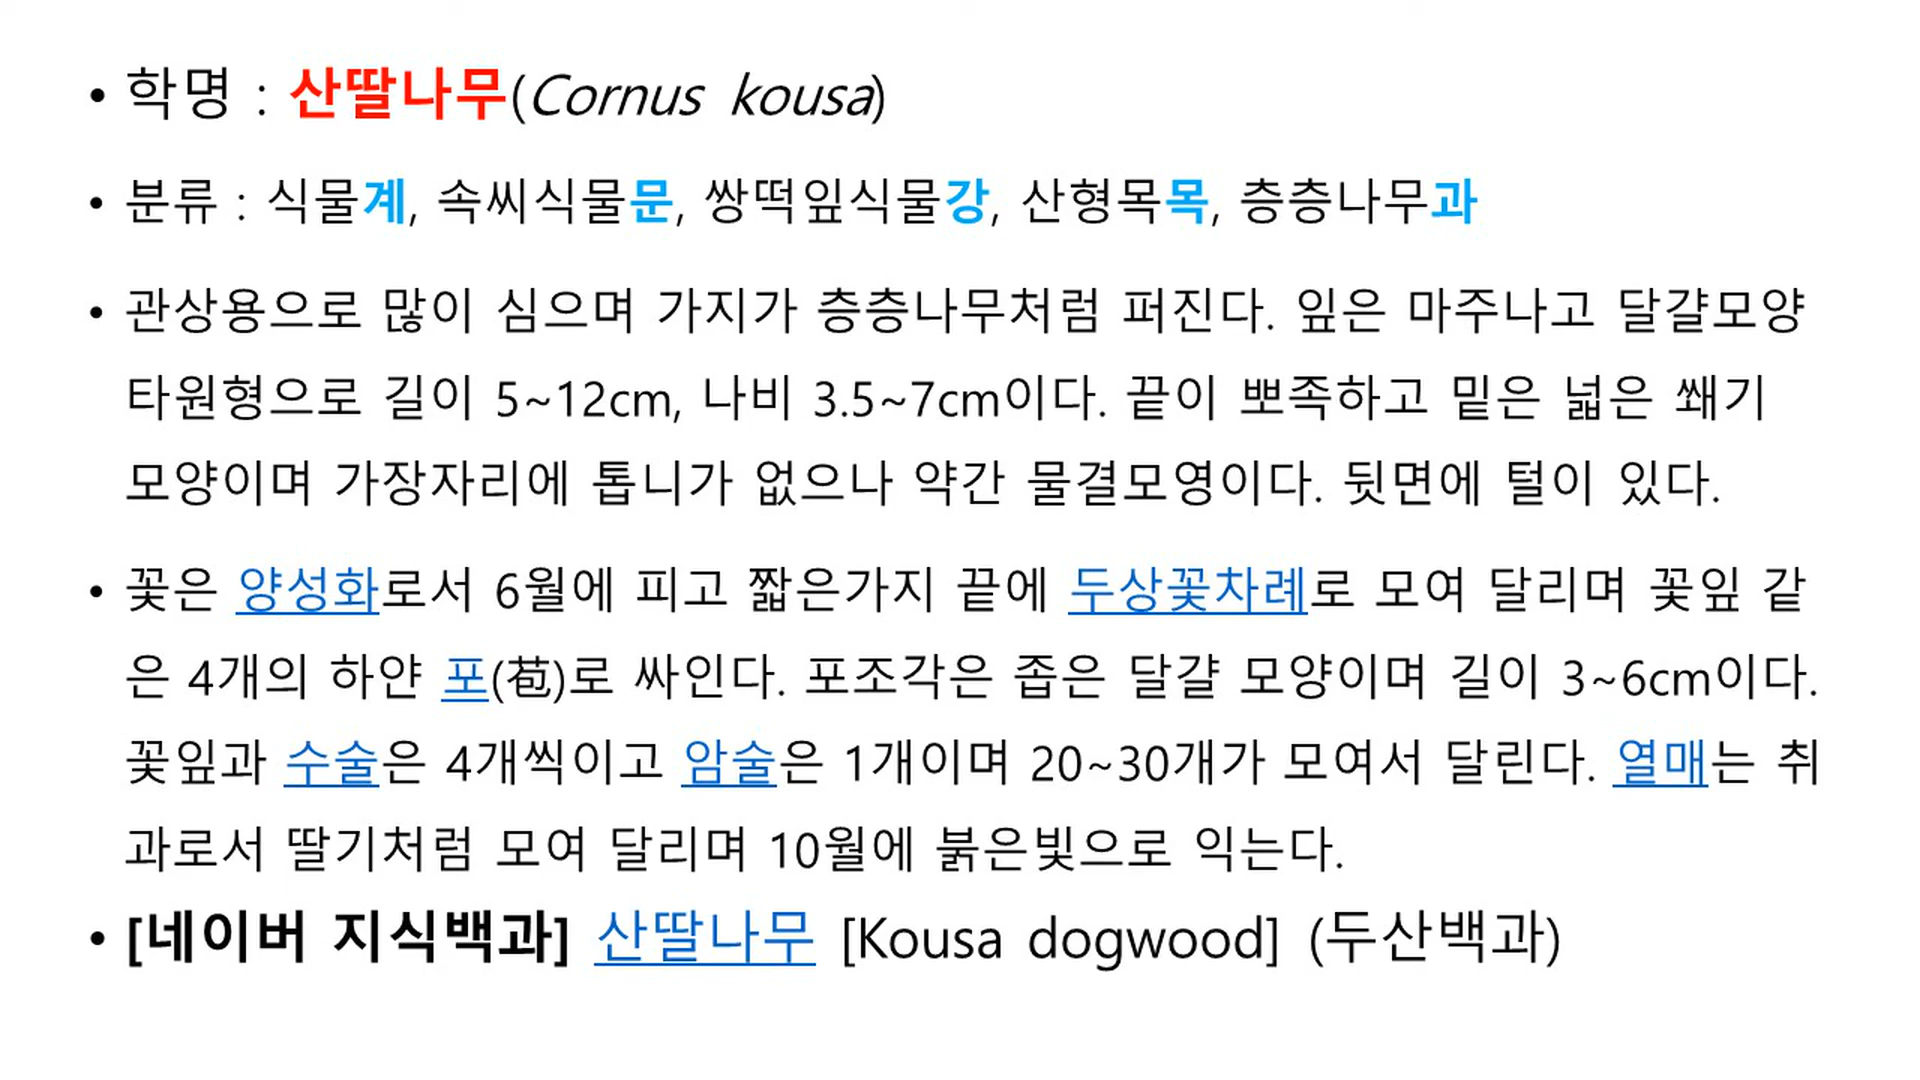 • 학명 : 산딸나무(Cornus kousa)
• 분류 : 식물계, 속씨식물문, 쌍떡잎식물강, 산형목목, 층층나무과
• 관상용으로 많이 심으며 가지가 층층나무처럼 퍼진다. 잎은 마주나고 달걀모양
타원형으로 길이 5~12cm, 나비 3.5~7cm이다. 끝이 뾰족하고 밑은 넓은 쐐기
모양이며 가장자리에 톱니가 없으나 약간 물결모영이다. 뒷면에 털이 있다.
• 꽃은 양성화로서 6월에 피고 짧은가지 끝에 두상꽃차례로 모여 달리며 꽃잎 같
은 4개의 하얀 포(苞)로 싸인다. 포조각은 좁은 달걀 모양이며 길이 3~6cm이다.
꽃잎과 수술은 4개씩이고 암술은 1개이며 20~30개가 모여서 달린다. 열매는 취
과로서 딸기처럼 모여 달리며 10월에 붉은빛으로 익는다.
• [네이버 지식백과] 산딸나무 [Kousa dogwood] (두산백과)